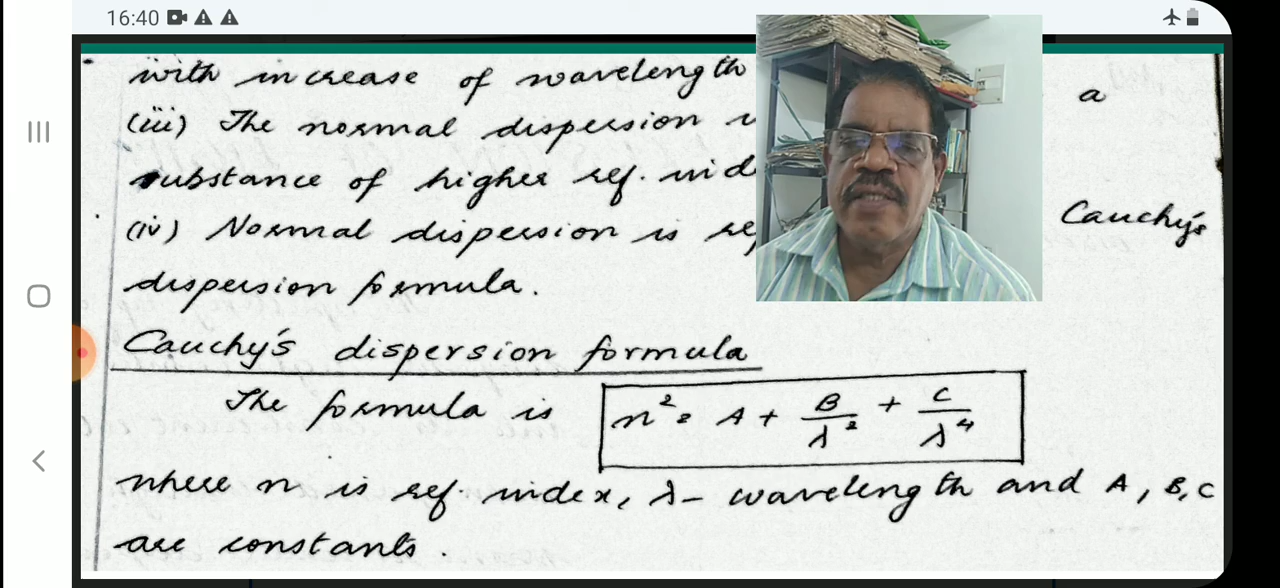 16:40
with increase of wavelength a
(iii) The normal dispersion
substance of higher ref.
(iv) Normal dispersion is Cauchy's
dispersion formula.
Cauchy's dispersion formula
The formula is n² = A + B/λ² + C/λ⁴
where n is ref. index, λ - wavelength and A, B, C
are constants.